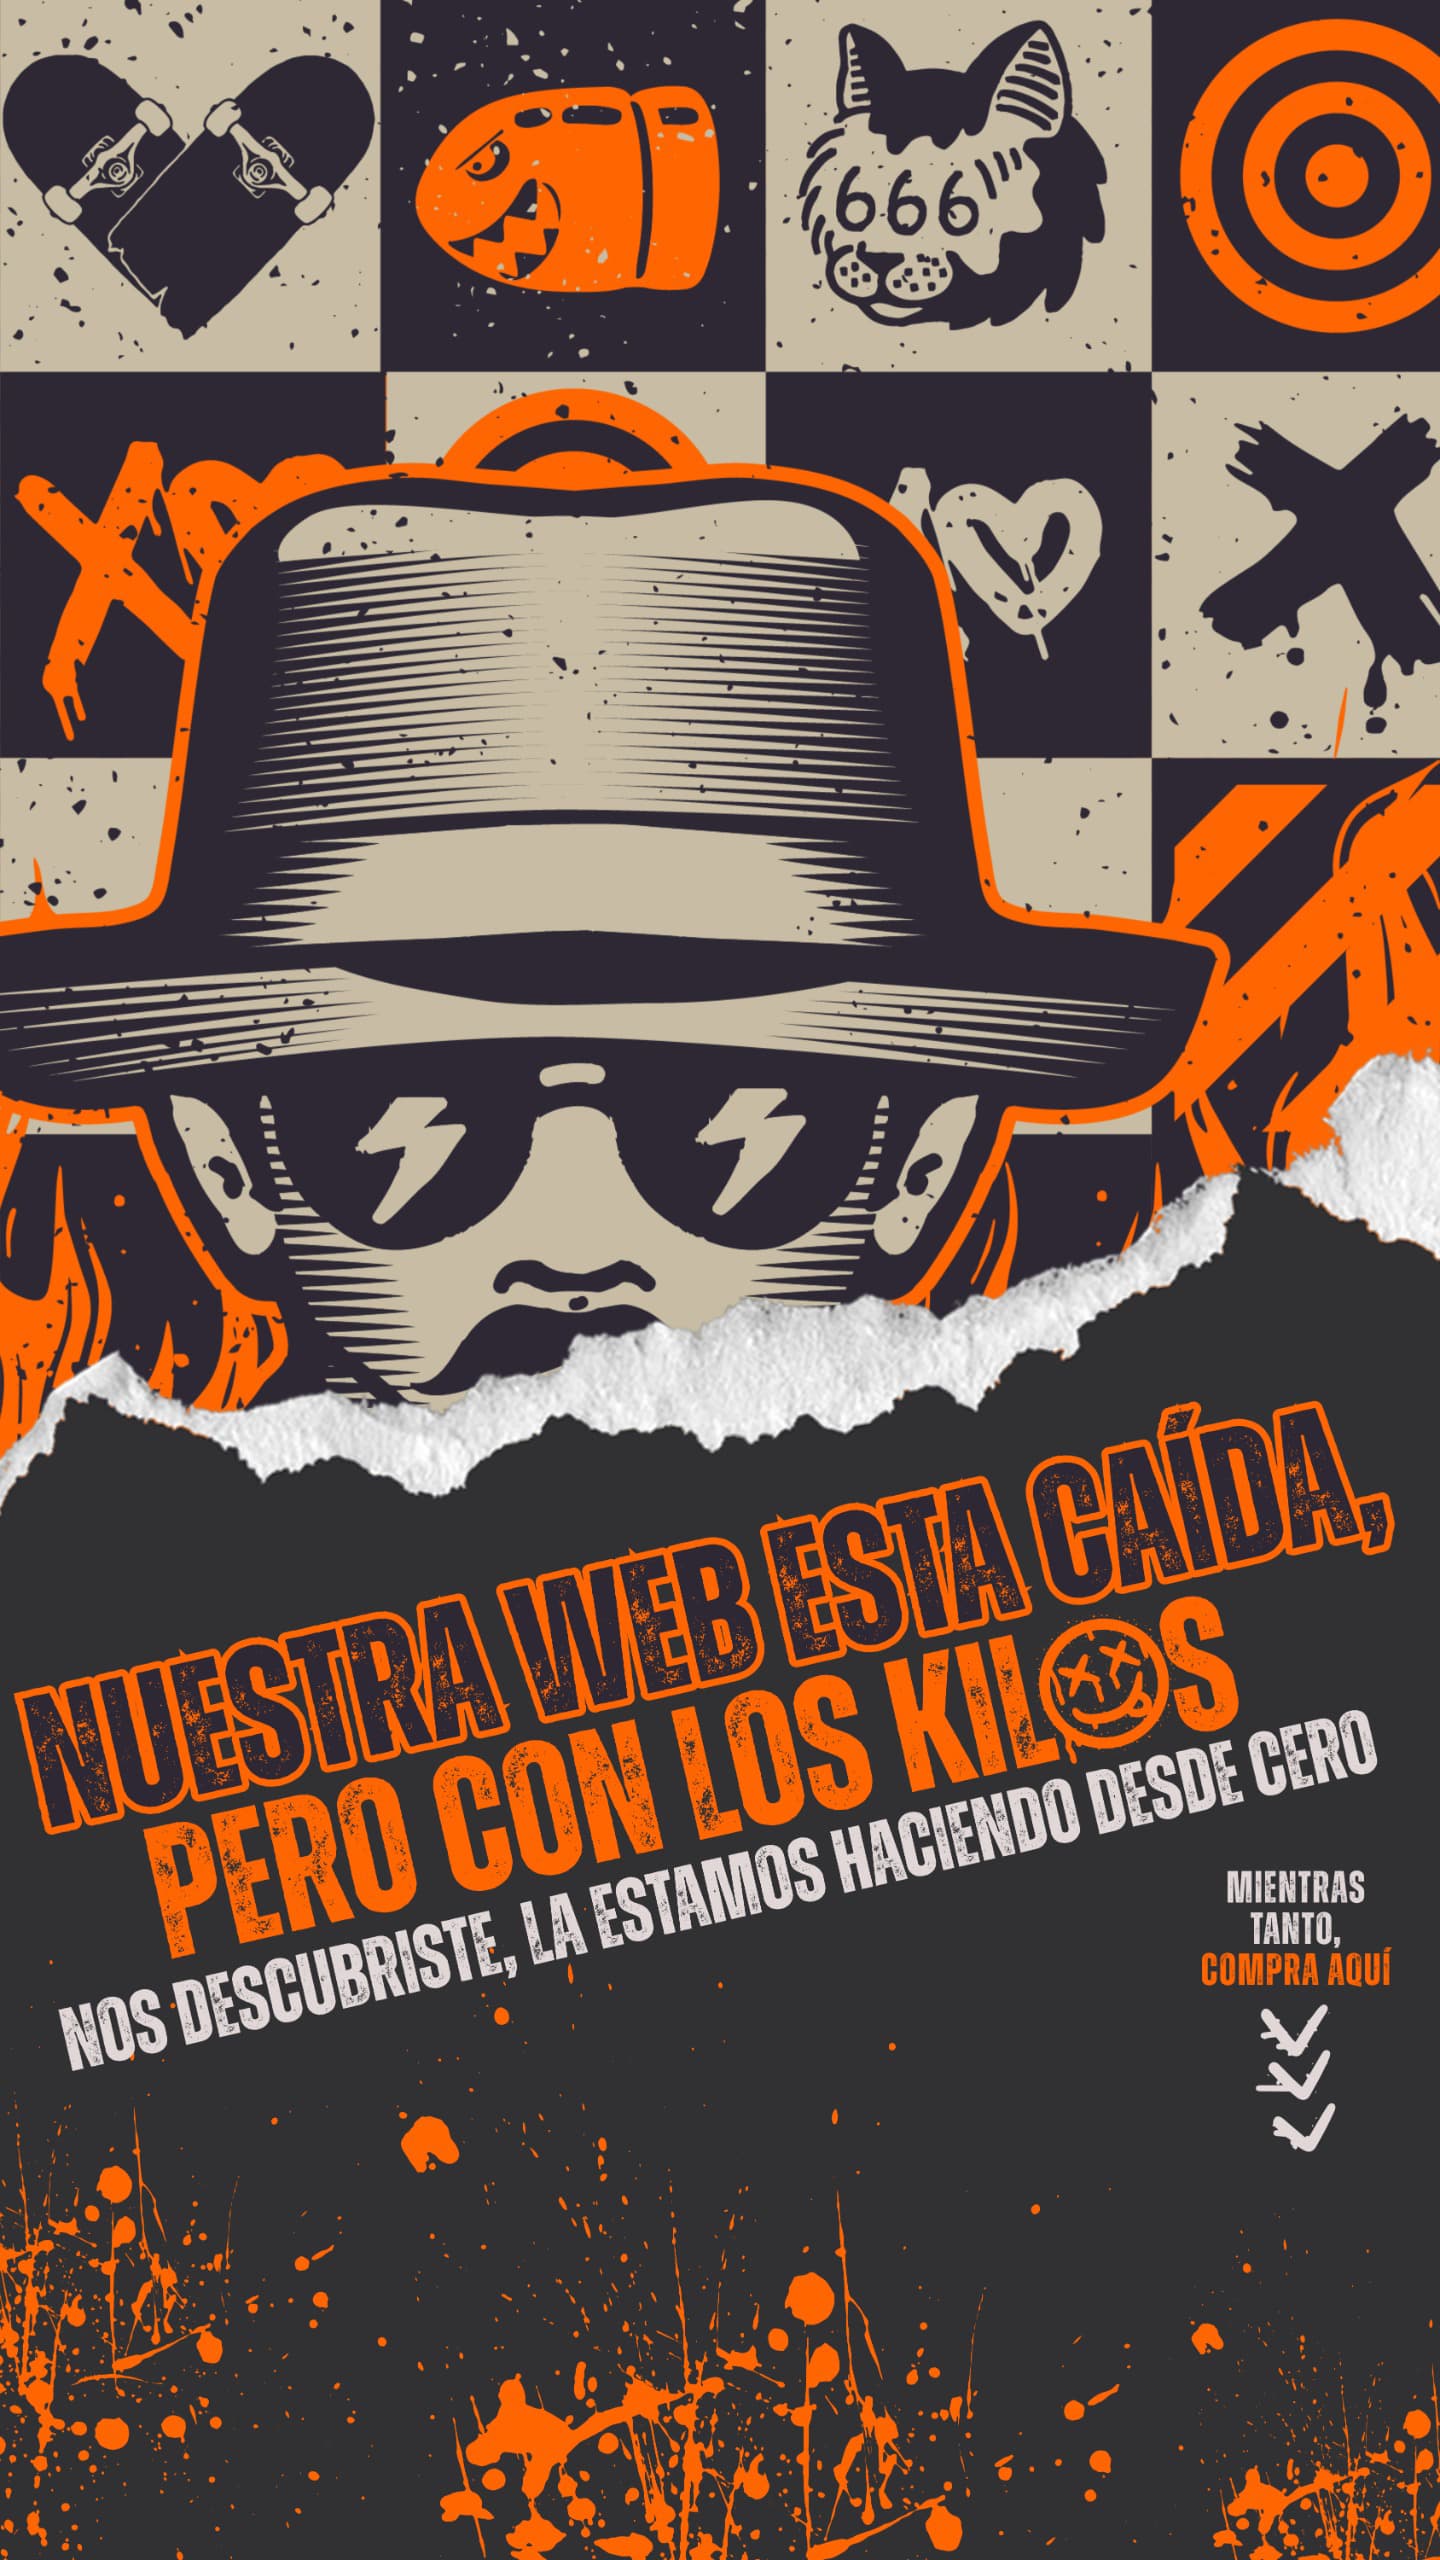 666
NUESTRA WEB ESTA CAÍDA,
PERO CON LOS KILOS
NOS DESCUBRISTE, LA ESTAMOS HACIENDO DESDE CERO
MIENTRAS
TANTO,
COMPRA AQUÍ